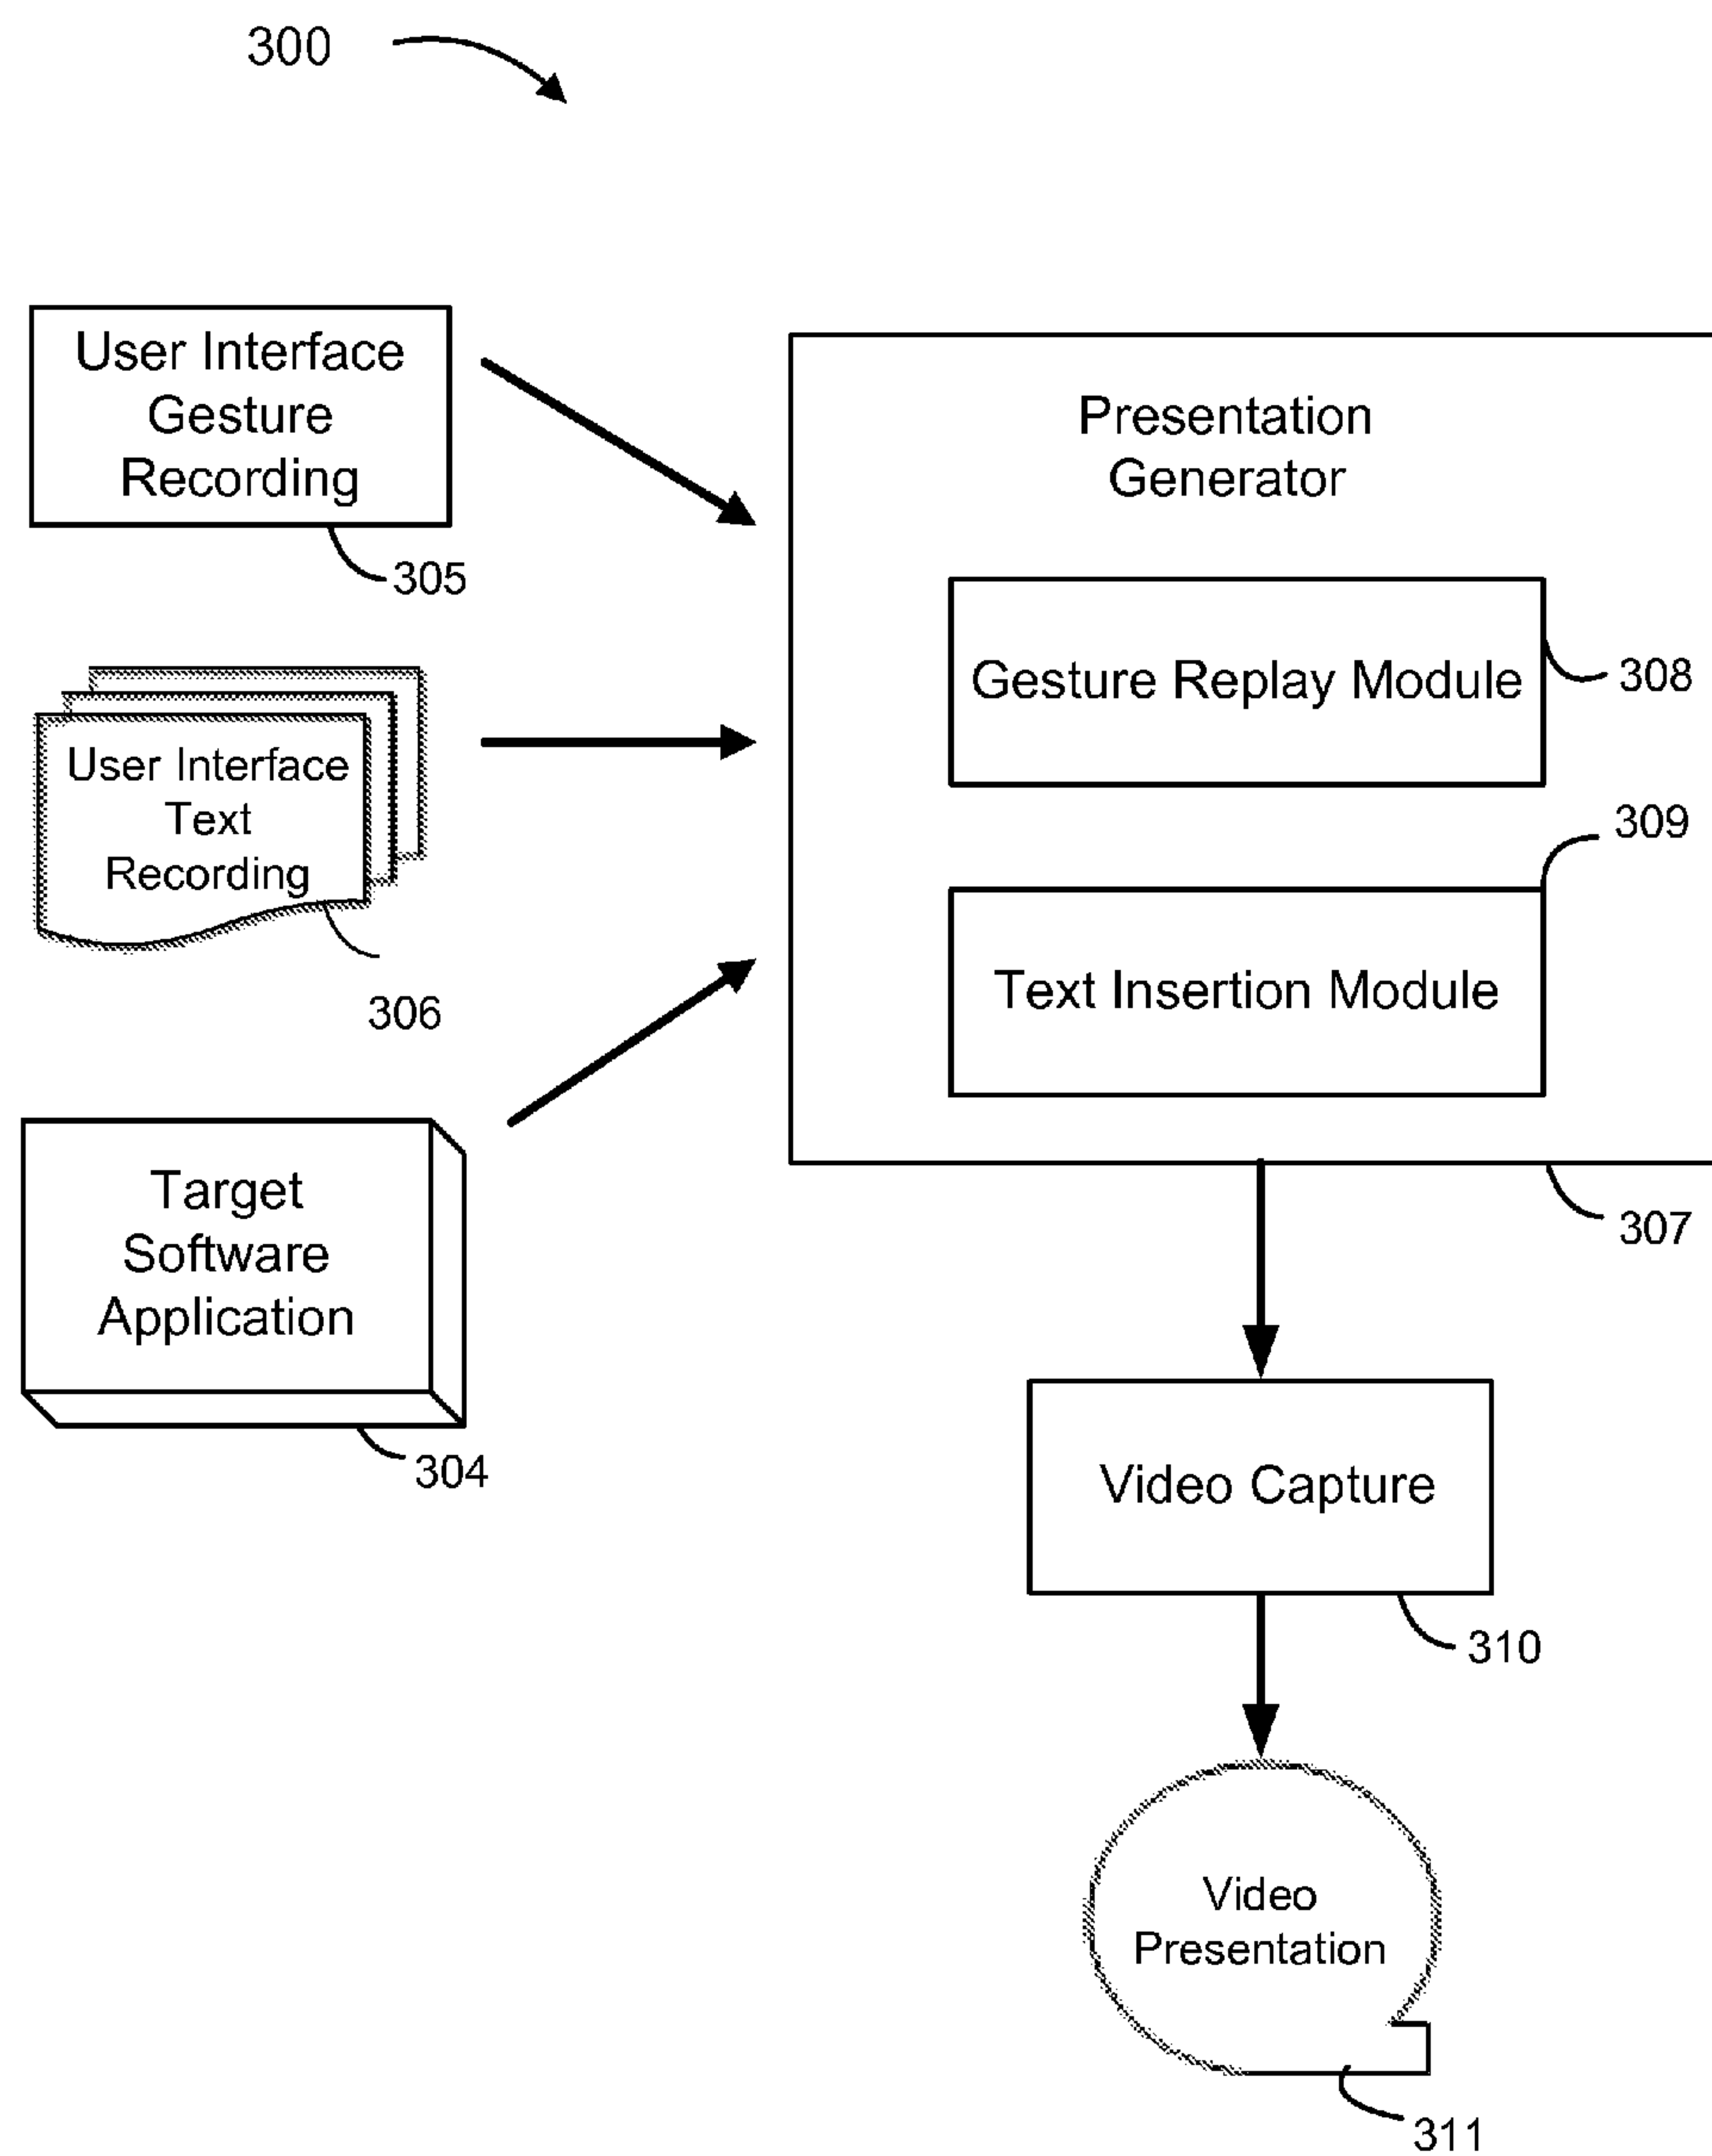 300
User Interface
Gesture
Recording
305
User Interface
Text
Recording
306
Target
Software
Application
304
Presentation
Generator
Gesture Replay Module
308
309
Text Insertion Module
307
Video Capture
310
Video
Presentation
311